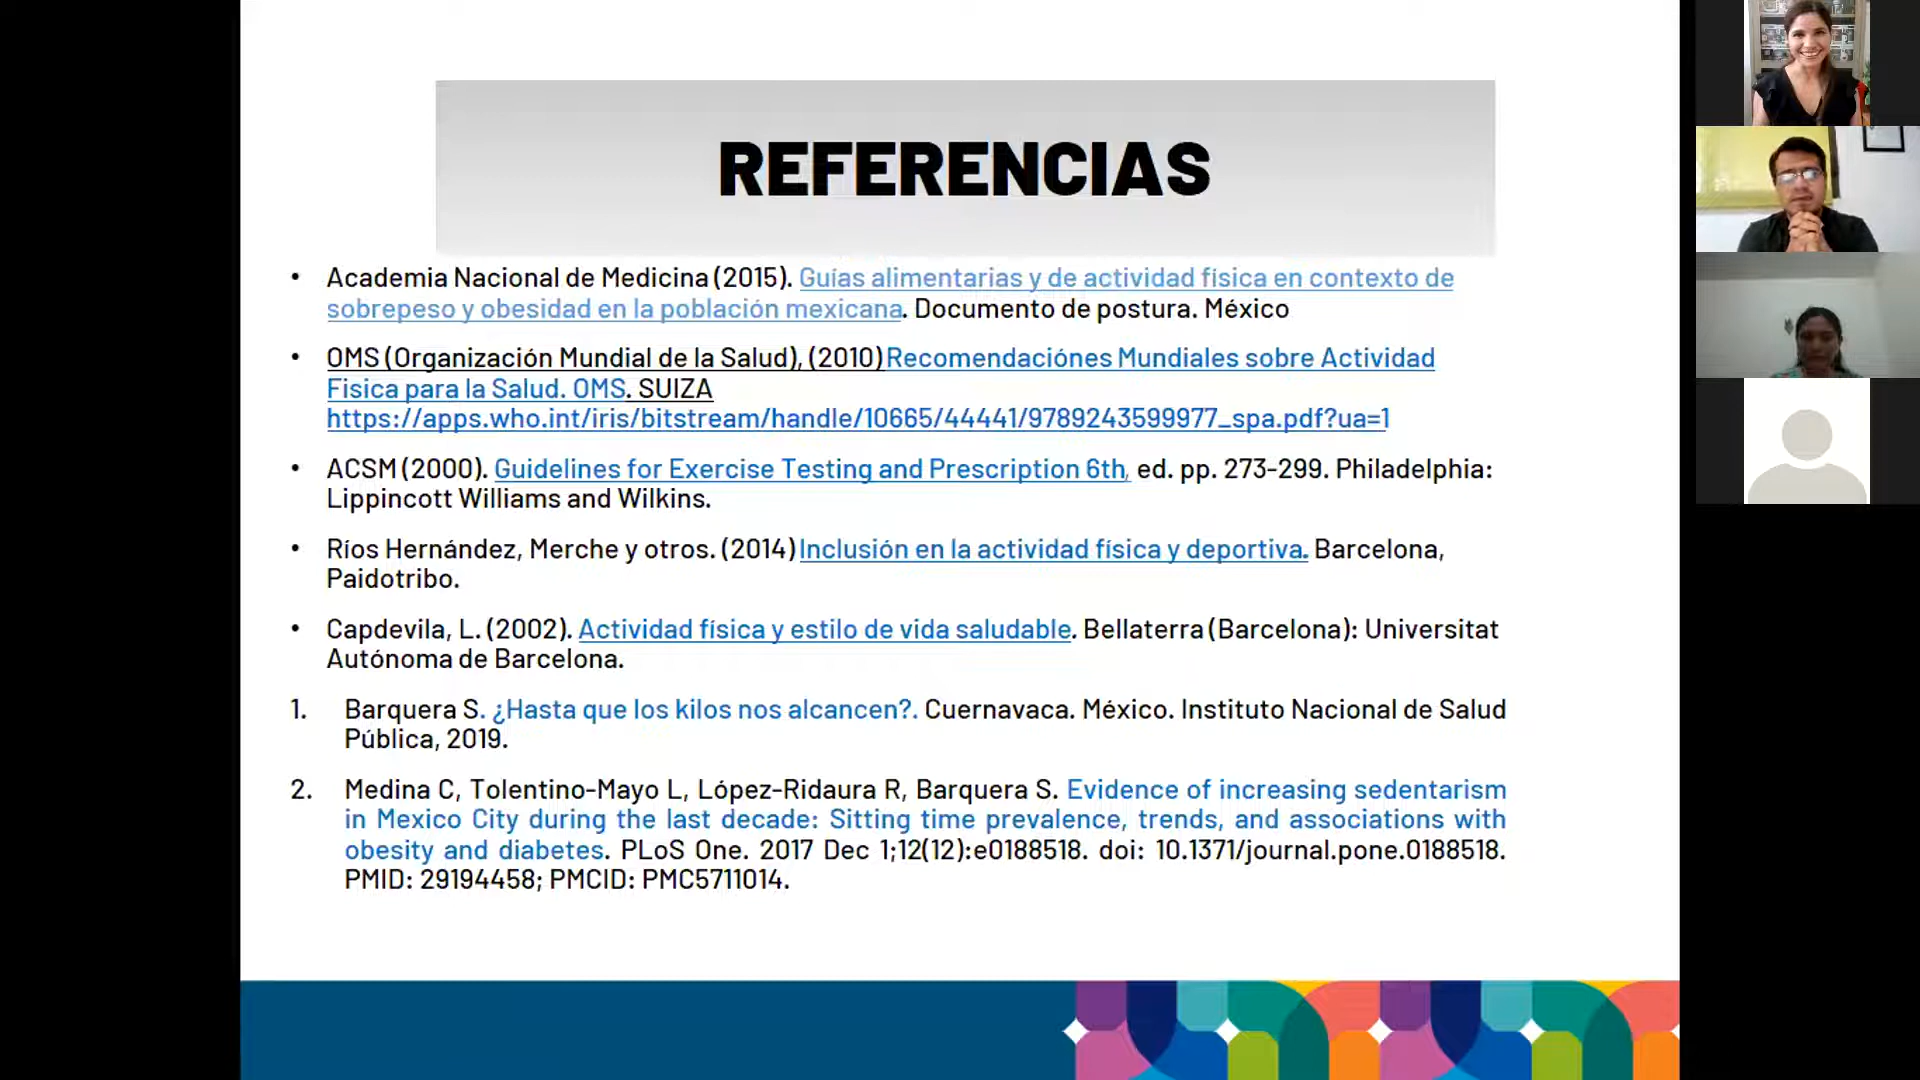 REFERENCIAS
• Academia Nacional de Medicina (2015). Guías alimentarias y de actividad física en contexto de
sobrepeso y obesidad en la población mexicana. Documento de postura. México
• OMS (Organización Mundial de la Salud), (2010) Recomendaciónes Mundiales sobre Actividad
Fisica para la Salud. OMS. SUIZA
https://apps.who.int/iris/bitstream/handle/10665/44441/9789243599977_spa.pdf?ua=1
• ACSM (2000). Guidelines for Exercise Testing and Prescription 6th, ed. pp. 273-299. Philadelphia:
Lippincott Williams and Wilkins.
• Ríos Hernández, Merche y otros. (2014) Inclusión en la actividad física y deportiva. Barcelona,
Paidotribo.
• Capdevila, L. (2002). Actividad física y estilo de vida saludable. Bellaterra (Barcelona): Universitat
Autónoma de Barcelona.
1. Barquera S. ¿Hasta que los kilos nos alcancen?. Cuernavaca. México. Instituto Nacional de Salud
Pública, 2019.
2. Medina C, Tolentino-Mayo L, López-Ridaura R, Barquera S. Evidence of increasing sedentarism
in Mexico City during the last decade: Sitting time prevalence, trends, and associations with
obesity and diabetes. PLoS One. 2017 Dec 1;12(12):e0188518. doi: 10.1371/journal.pone.0188518.
PMID: 29194458; PMCID: PMC5711014.